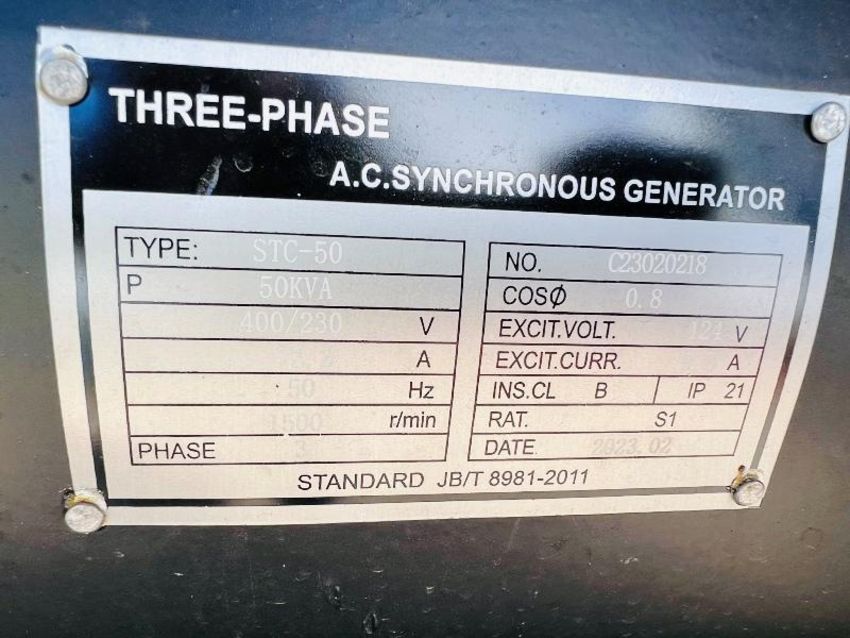 THREE-PHASE
A.C.SYNCHRONOUS GENERATOR
TYPE: STC-50
P 50KVA
400/230 V
A
50 Hz
1500 r/min
PHASE 3
NO. C23020218
COSØ 0.8
EXCIT.VOLT. V
EXCIT.CURR. A
INS.CL B IP 21
RAT. S1
DATE 2023.02
STANDARD JB/T 8981-2011